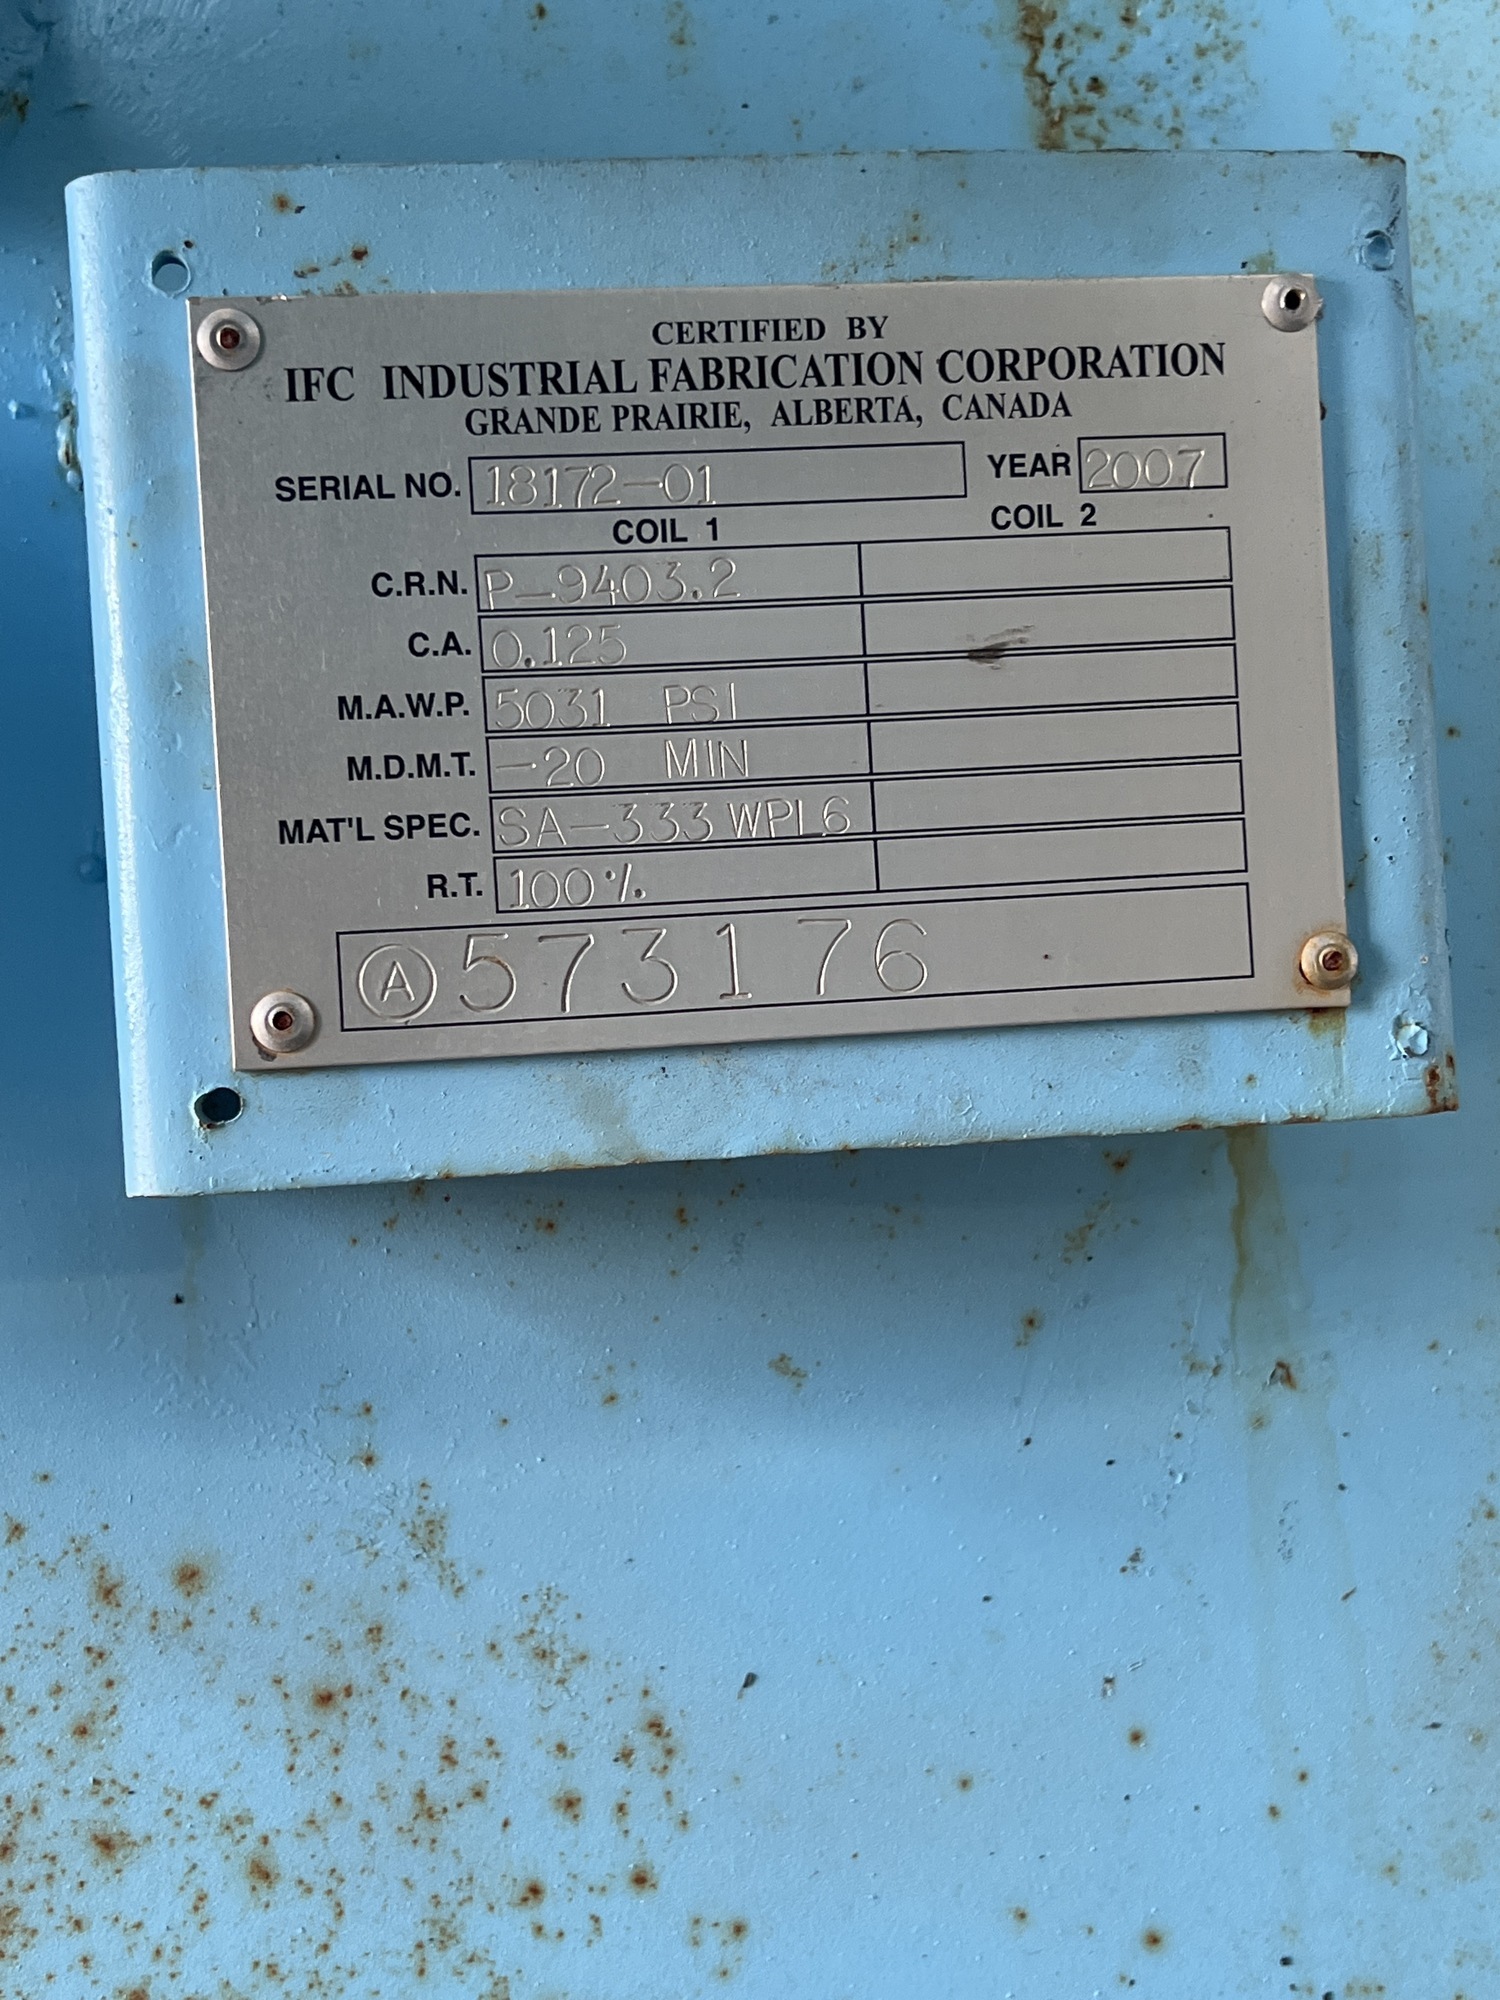 CERTIFIED BY
IFC INDUSTRIAL FABRICATION CORPORATION
GRANDE PRAIRIE, ALBERTA, CANADA
SERIAL NO. 18172-01 YEAR 2007
COIL 1 COIL 2
C.R.N. P-9403.2
C.A. 0.125
M.A.W.P. 5031 PSI
M.D.M.T. -20 MIN
MAT'L SPEC. SA-333 WPL6
R.T. 100%
Ⓐ 573176